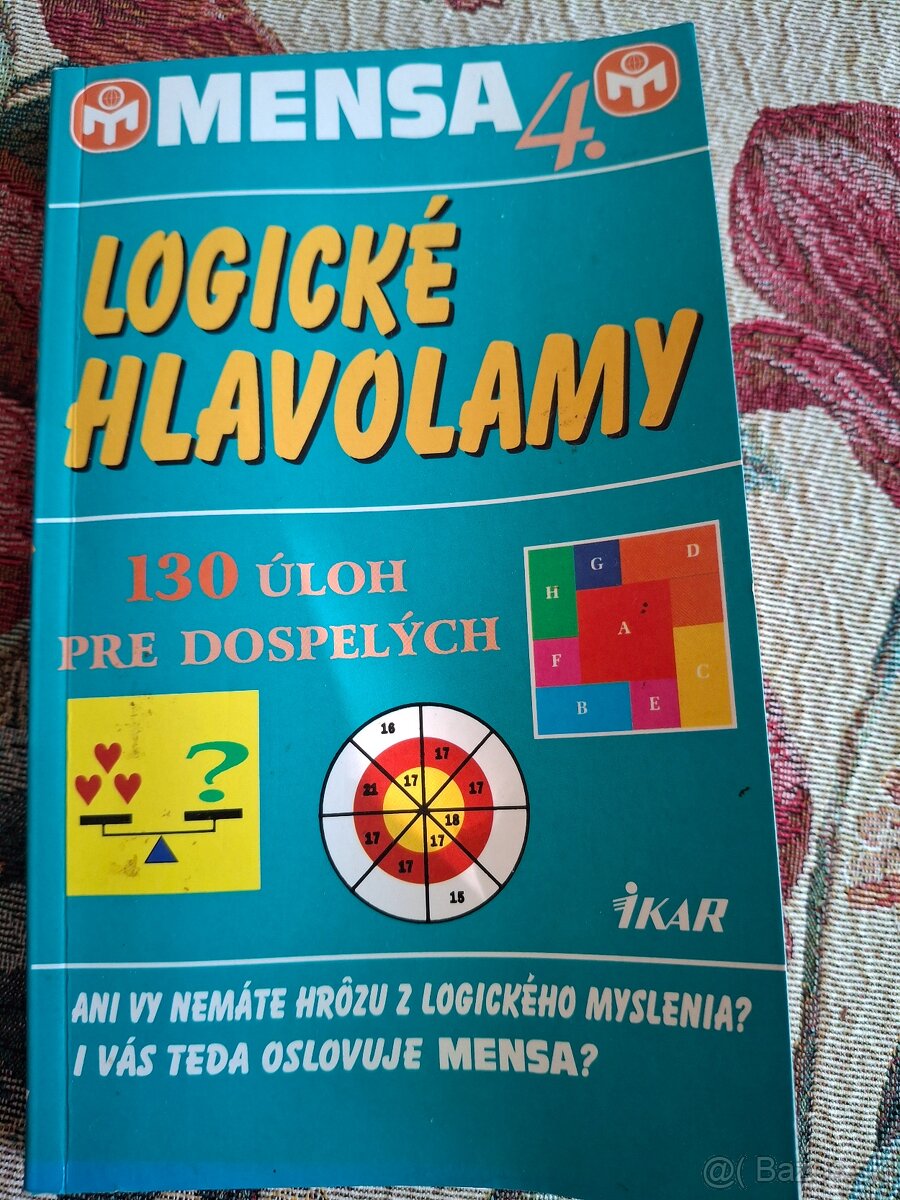 MENSA 4.
LOGICKÉ
HLAVOLAMY
130 ÚLOH
PRE DOSPELÝCH
G D
H
A
F C
B E
?
16
17
21 17 17
18
17 17
17
15
iKAR
ANI VY NEMÁTE HRÔZU Z LOGICKÉHO MYSLENIA?
I VÁS TEDA OSLOVUJE MENSA?